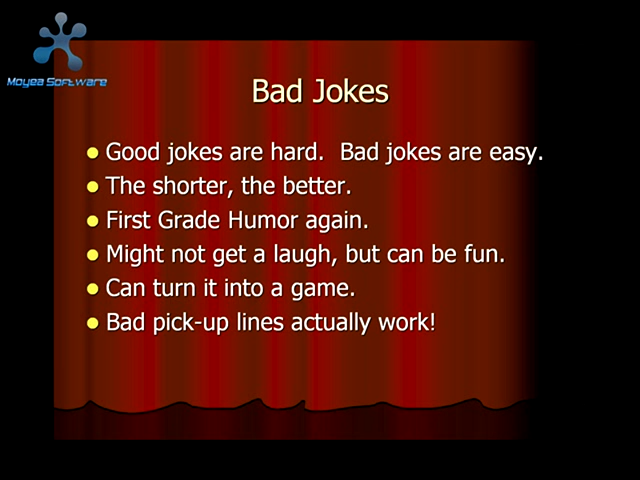 Moyea Software
Bad Jokes
Good jokes are hard.  Bad jokes are easy.
The shorter, the better.
First Grade Humor again.
Might not get a laugh, but can be fun.
Can turn it into a game.
Bad pick-up lines actually work!